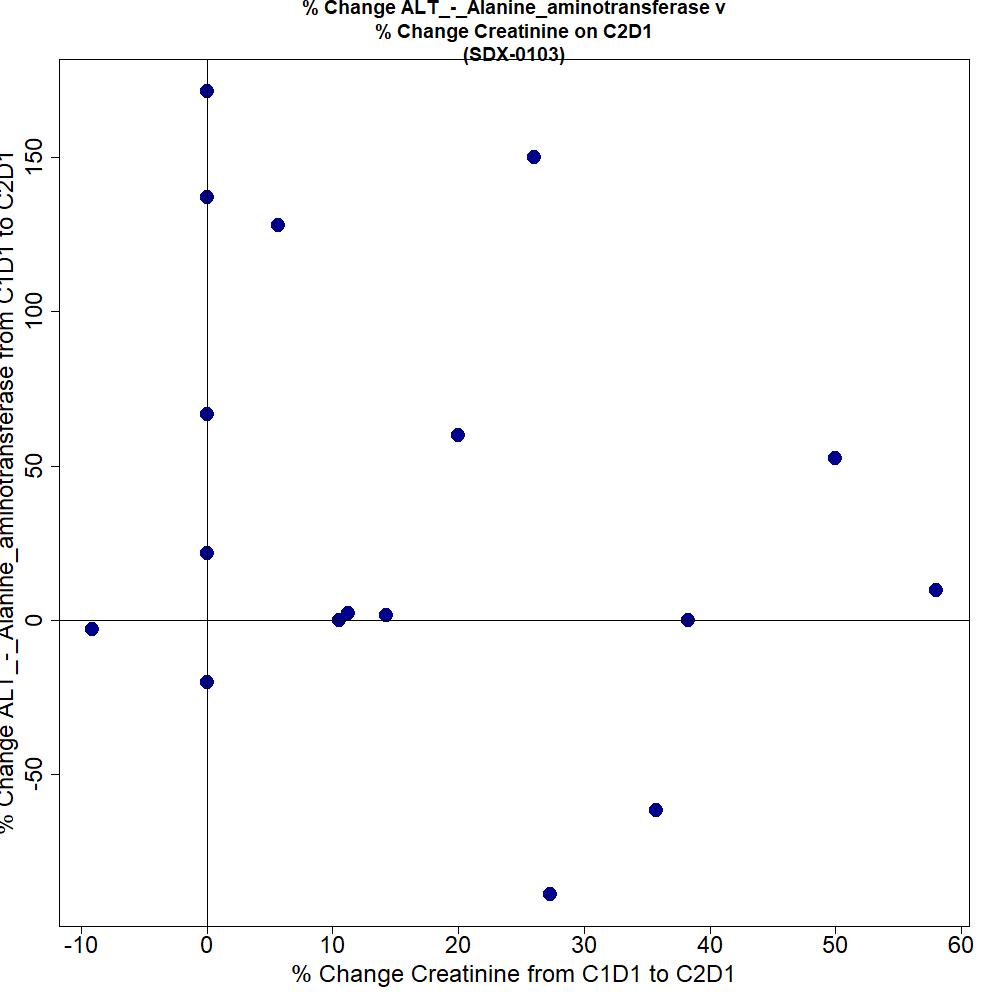 % Change ALT_-_Alanine_aminotransferase v
% Change Creatinine on C2D1
(SDX-0103)
% Change ALT_-_Alanine_aminotransferase from C1D1 to C2D1
150
100
50
0
-50
-10 0 10 20 30 40 50 60
% Change Creatinine from C1D1 to C2D1